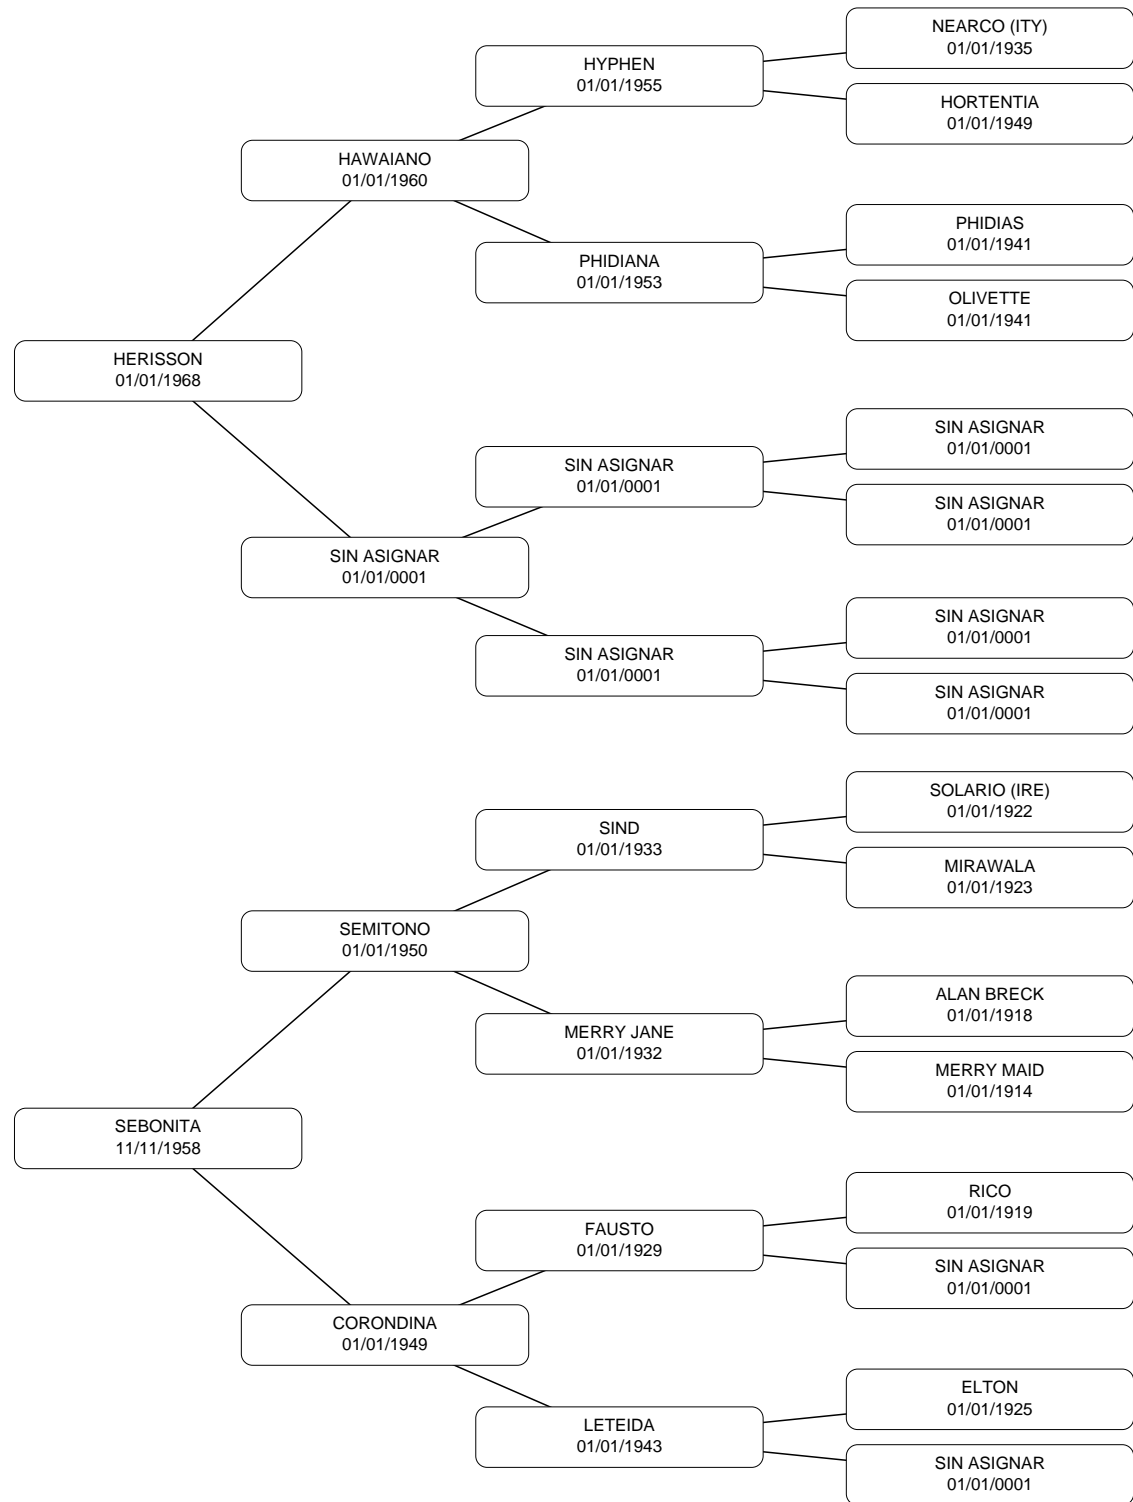 NEARCO (ITY)
01/01/1935
HYPHEN
01/01/1955
HORTENTIA
01/01/1949
HAWAIANO
01/01/1960
PHIDIAS
01/01/1941
PHIDIANA
01/01/1953
OLIVETTE
01/01/1941
HERISSON
01/01/1968
SIN ASIGNAR
01/01/0001
SIN ASIGNAR
01/01/0001
SIN ASIGNAR
01/01/0001
SIN ASIGNAR
01/01/0001
SIN ASIGNAR
01/01/0001
SIN ASIGNAR
01/01/0001
SIN ASIGNAR
01/01/0001
SOLARIO (IRE)
01/01/1922
SIND
01/01/1933
MIRAWALA
01/01/1923
SEMITONO
01/01/1950
ALAN BRECK
01/01/1918
MERRY JANE
01/01/1932
MERRY MAID
01/01/1914
SEBONITA
11/11/1958
RICO
01/01/1919
FAUSTO
01/01/1929
SIN ASIGNAR
01/01/0001
CORONDINA
01/01/1949
ELTON
01/01/1925
LETEIDA
01/01/1943
SIN ASIGNAR
01/01/0001